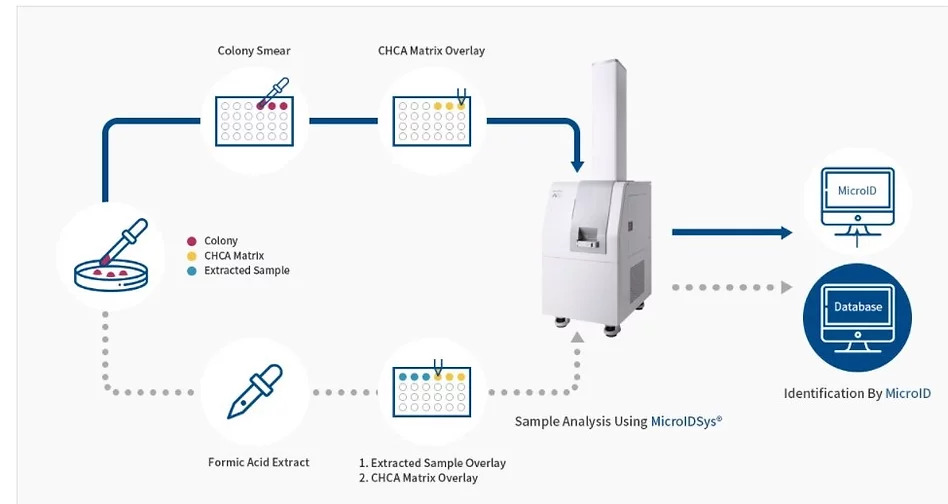 Colony Smear
CHCA Matrix Overlay
MicroID
Colony
CHCA Matrix
Extracted Sample
Database
Identification By MicroID
Sample Analysis Using MicroIDSys®
Formic Acid Extract
1. Extracted Sample Overlay
2. CHCA Matrix Overlay